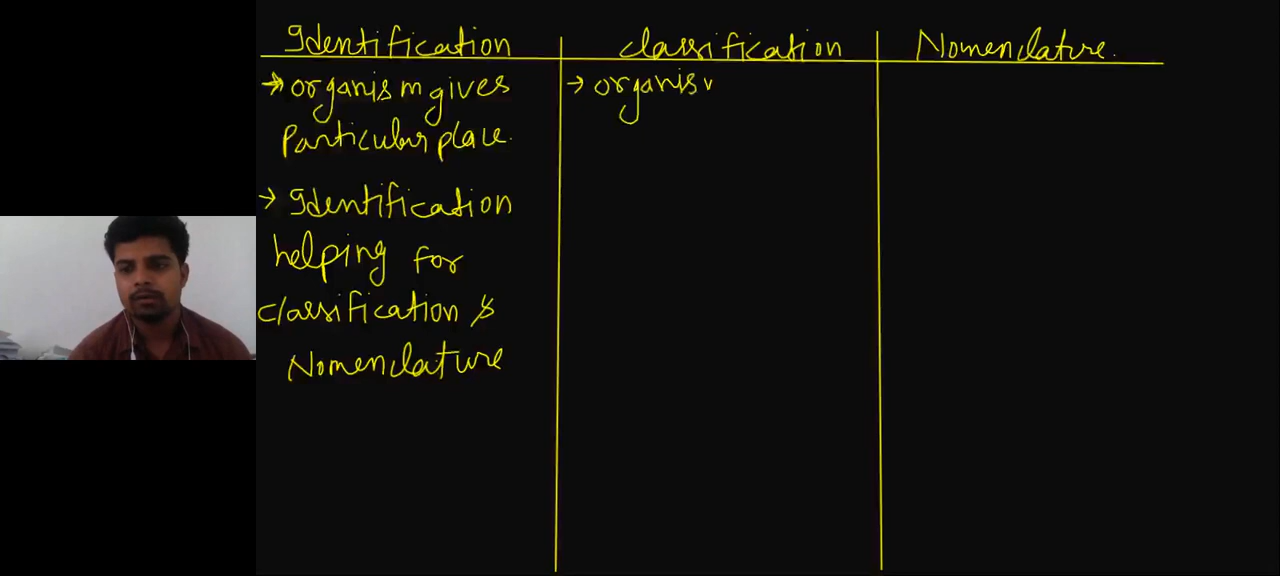 Identification classification Nomenclature.
→ organism gives
particular place.
→ Identification
helping for
classification &
Nomenclature
→ organis